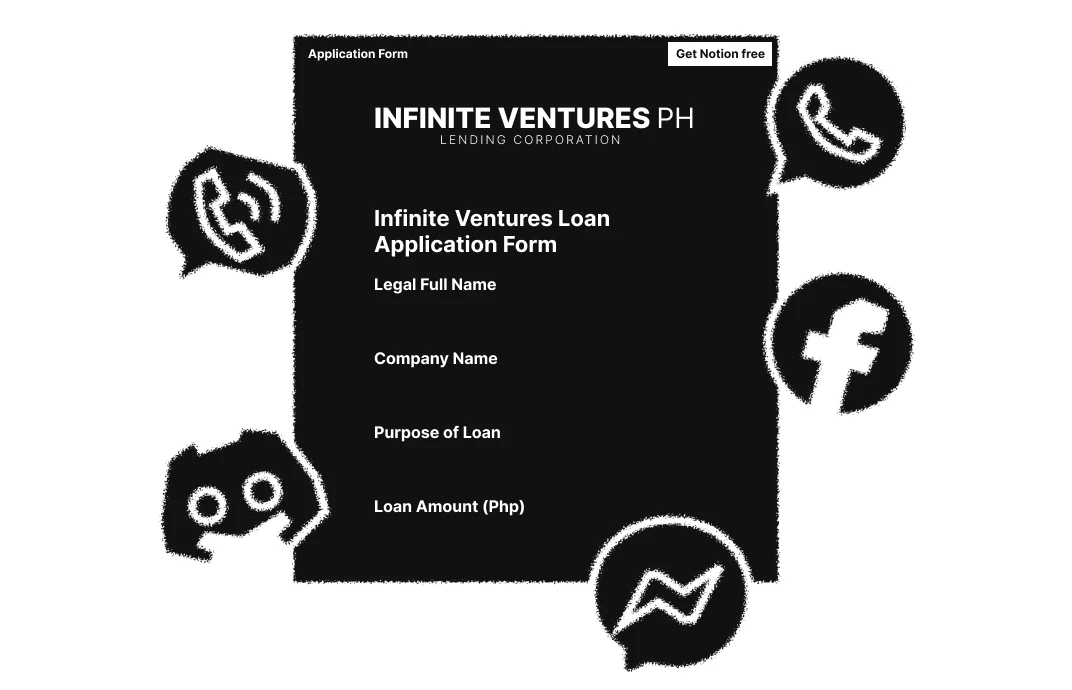 Application Form
Get Notion free
INFINITE VENTURES PH
LENDING CORPORATION
Infinite Ventures Loan
Application Form
Legal Full Name
Company Name
Purpose of Loan
Loan Amount (Php)